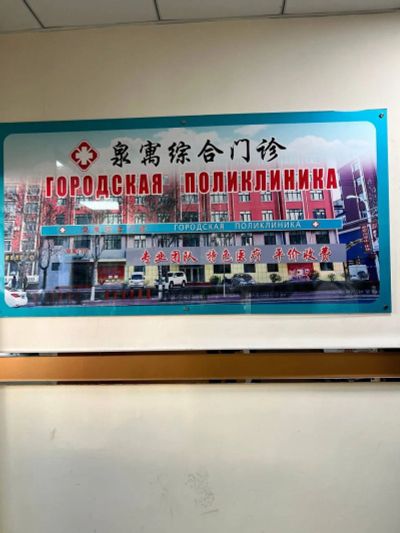 泉寓综合门诊
ГОРОДСКАЯ ПОЛИКЛИНИКА
ГОРОДСКАЯ ПОЛИКЛИНИКА
专业团队 特色医疗 平价收费